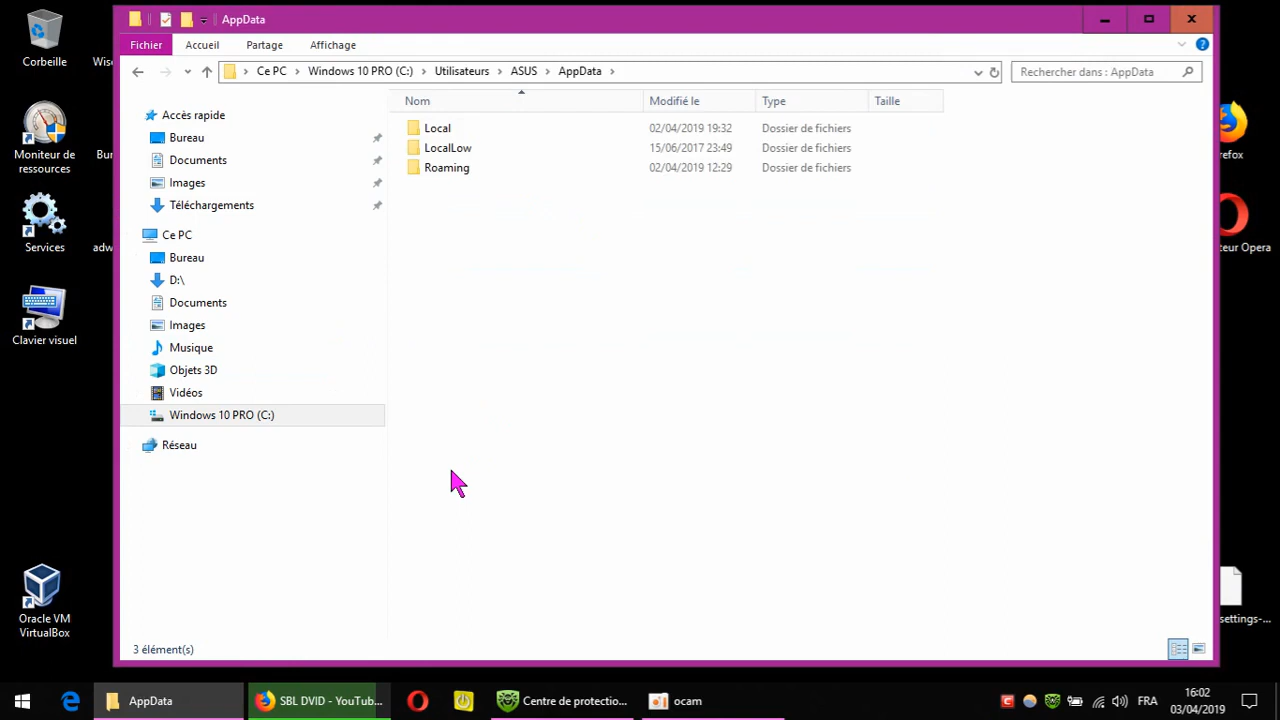 AppData
Fichier
Accueil
Partage
Affichage
Ce PC
Windows 10 PRO (C:)
Utilisateurs
ASUS
AppData
Rechercher dans : AppData
Nom
Modifié le
Type
Taille
Local
02/04/2019 19:32
Dossier de fichiers
LocalLow
15/06/2017 23:49
Dossier de fichiers
Roaming
02/04/2019 12:29
Dossier de fichiers
Accès rapide
Bureau
Documents
Images
Téléchargements
Ce PC
Bureau
D:\
Documents
Images
Musique
Objets 3D
Vidéos
Windows 10 PRO (C:)
Réseau
3 élément(s)
Corbeille
Wise
Moniteur de
ressources
Bur
Services
adw
Clavier visuel
Oracle VM
VirtualBox
refox
teur Opera
settings-...
AppData
SBL DVID - YouTub...
Centre de protectio...
ocam
FRA
16:02
03/04/2019